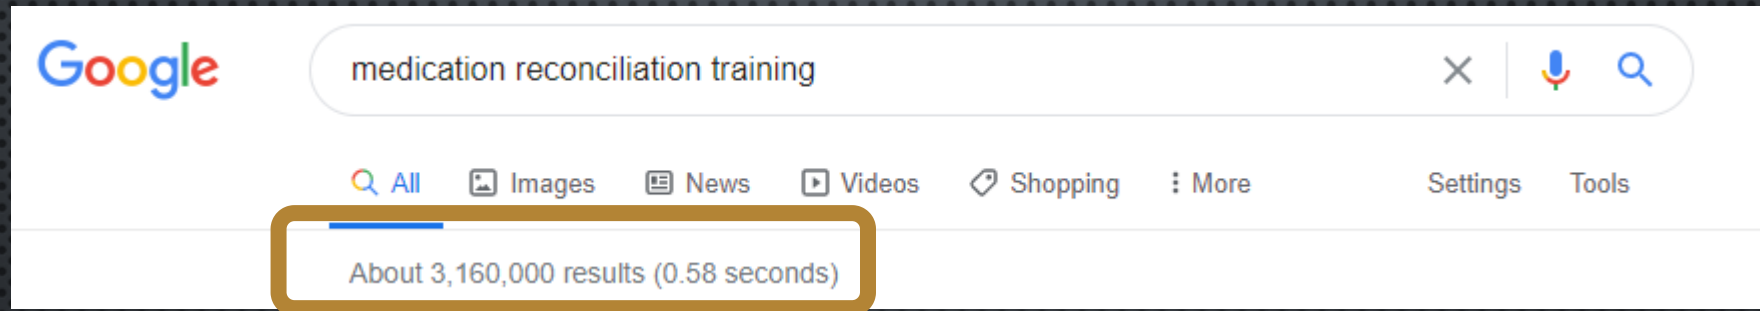 Google medication reconciliation training
All Images News Videos Shopping More Settings Tools
About 3,160,000 results (0.58 seconds)